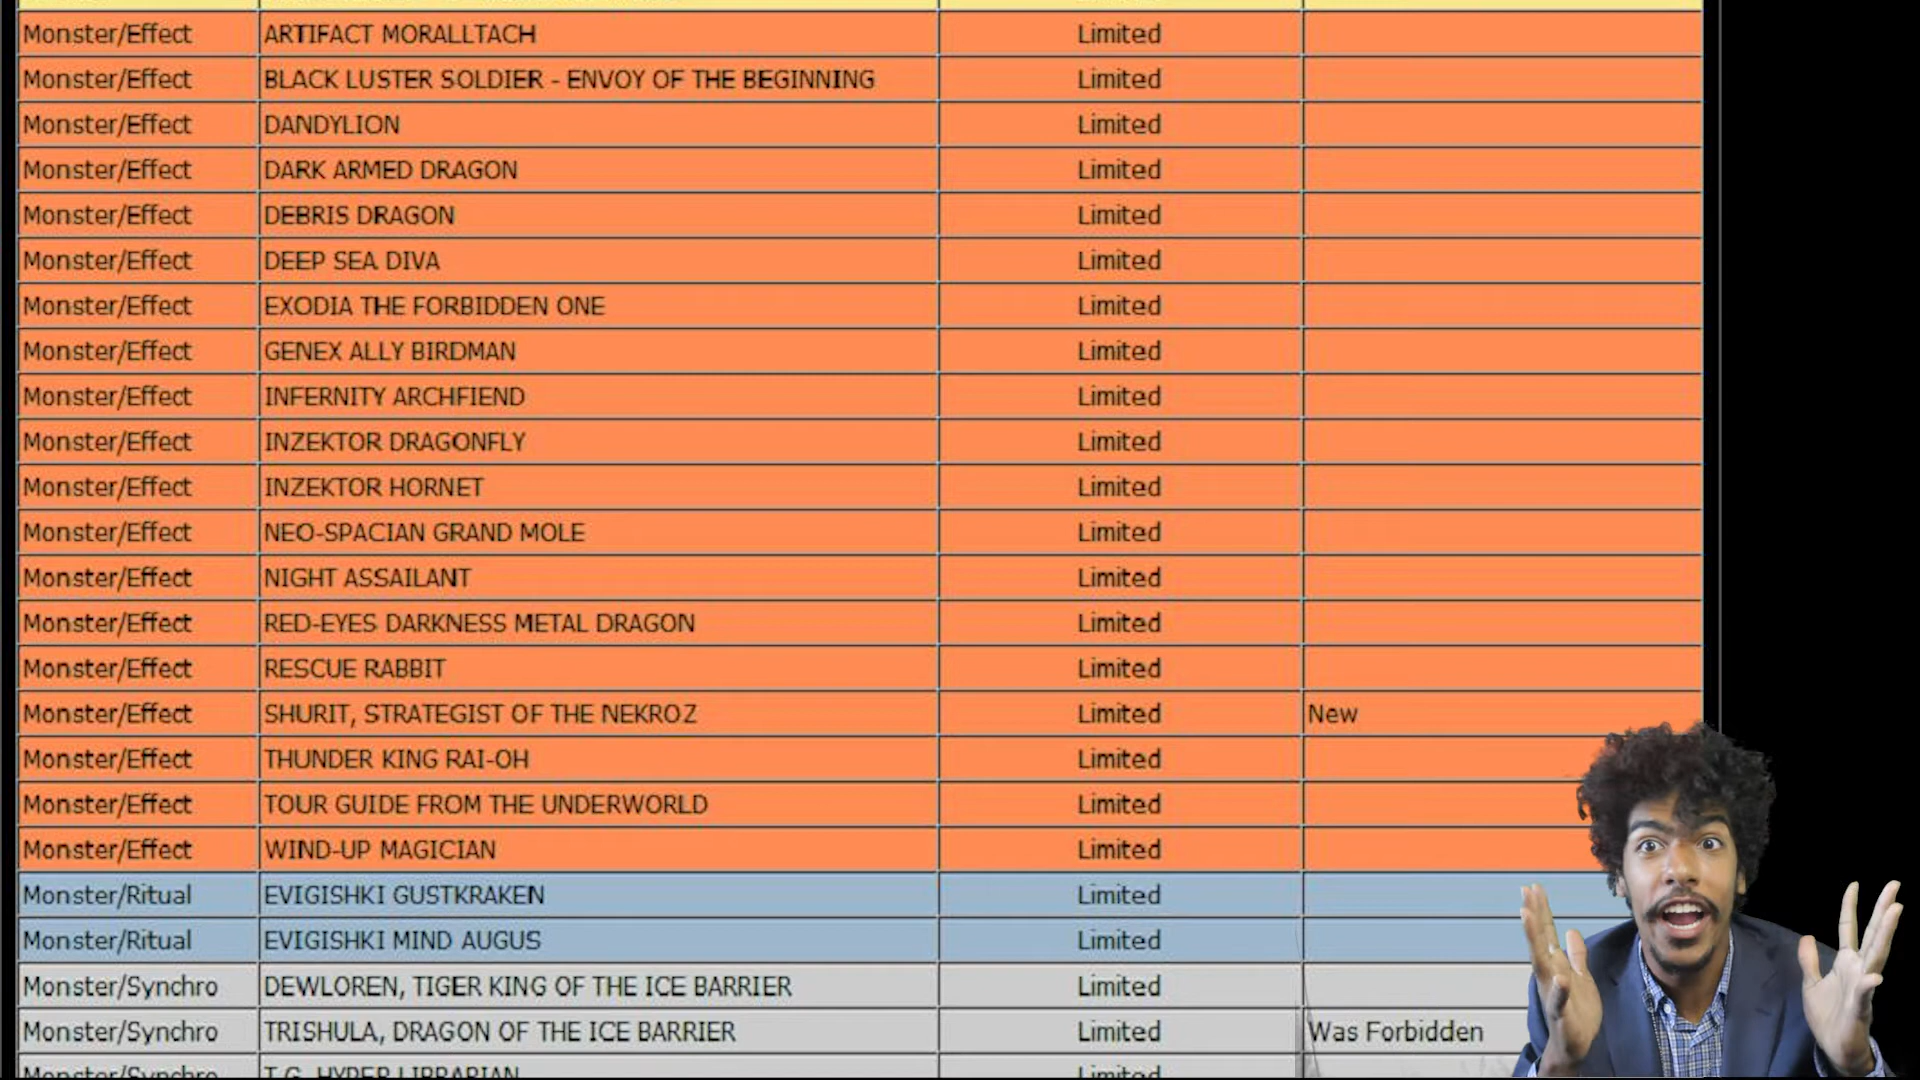 Monster/Effect ARTIFACT MORALLTACH Limited
Monster/Effect BLACK LUSTER SOLDIER - ENVOY OF THE BEGINNING Limited
Monster/Effect DANDYLION Limited
Monster/Effect DARK ARMED DRAGON Limited
Monster/Effect DEBRIS DRAGON Limited
Monster/Effect DEEP SEA DIVA Limited
Monster/Effect EXODIA THE FORBIDDEN ONE Limited
Monster/Effect GENEX ALLY BIRDMAN Limited
Monster/Effect INFERNITY ARCHFIEND Limited
Monster/Effect INZEKTOR DRAGONFLY Limited
Monster/Effect INZEKTOR HORNET Limited
Monster/Effect NEO-SPACIAN GRAND MOLE Limited
Monster/Effect NIGHT ASSAILANT Limited
Monster/Effect RED-EYES DARKNESS METAL DRAGON Limited
Monster/Effect RESCUE RABBIT Limited
Monster/Effect SHURIT, STRATEGIST OF THE NEKROZ Limited New
Monster/Effect THUNDER KING RAI-OH Limited
Monster/Effect TOUR GUIDE FROM THE UNDERWORLD Limited
Monster/Effect WIND-UP MAGICIAN Limited
Monster/Ritual EVIGISHKI GUSTKRAKEN Limited
Monster/Ritual EVIGISHKI MIND AUGUS Limited
Monster/Synchro DEWLOREN, TIGER KING OF THE ICE BARRIER Limited
Monster/Synchro TRISHULA, DRAGON OF THE ICE BARRIER Limited Was Forbidden
Monster/Synchro T.G. HYPER LIBRARIAN Limited